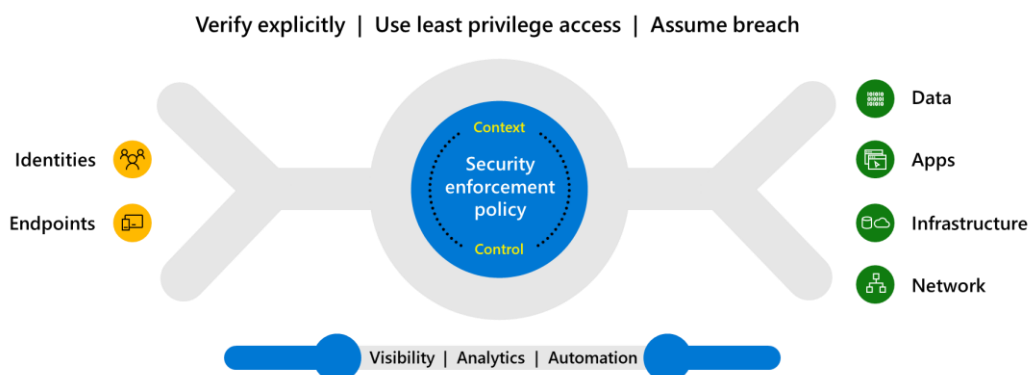 Verify explicitly | Use least privilege access | Assume breach
Identities
Endpoints
Context
Security
enforcement
policy
Control
Data
Apps
Infrastructure
Network
Visibility | Analytics | Automation